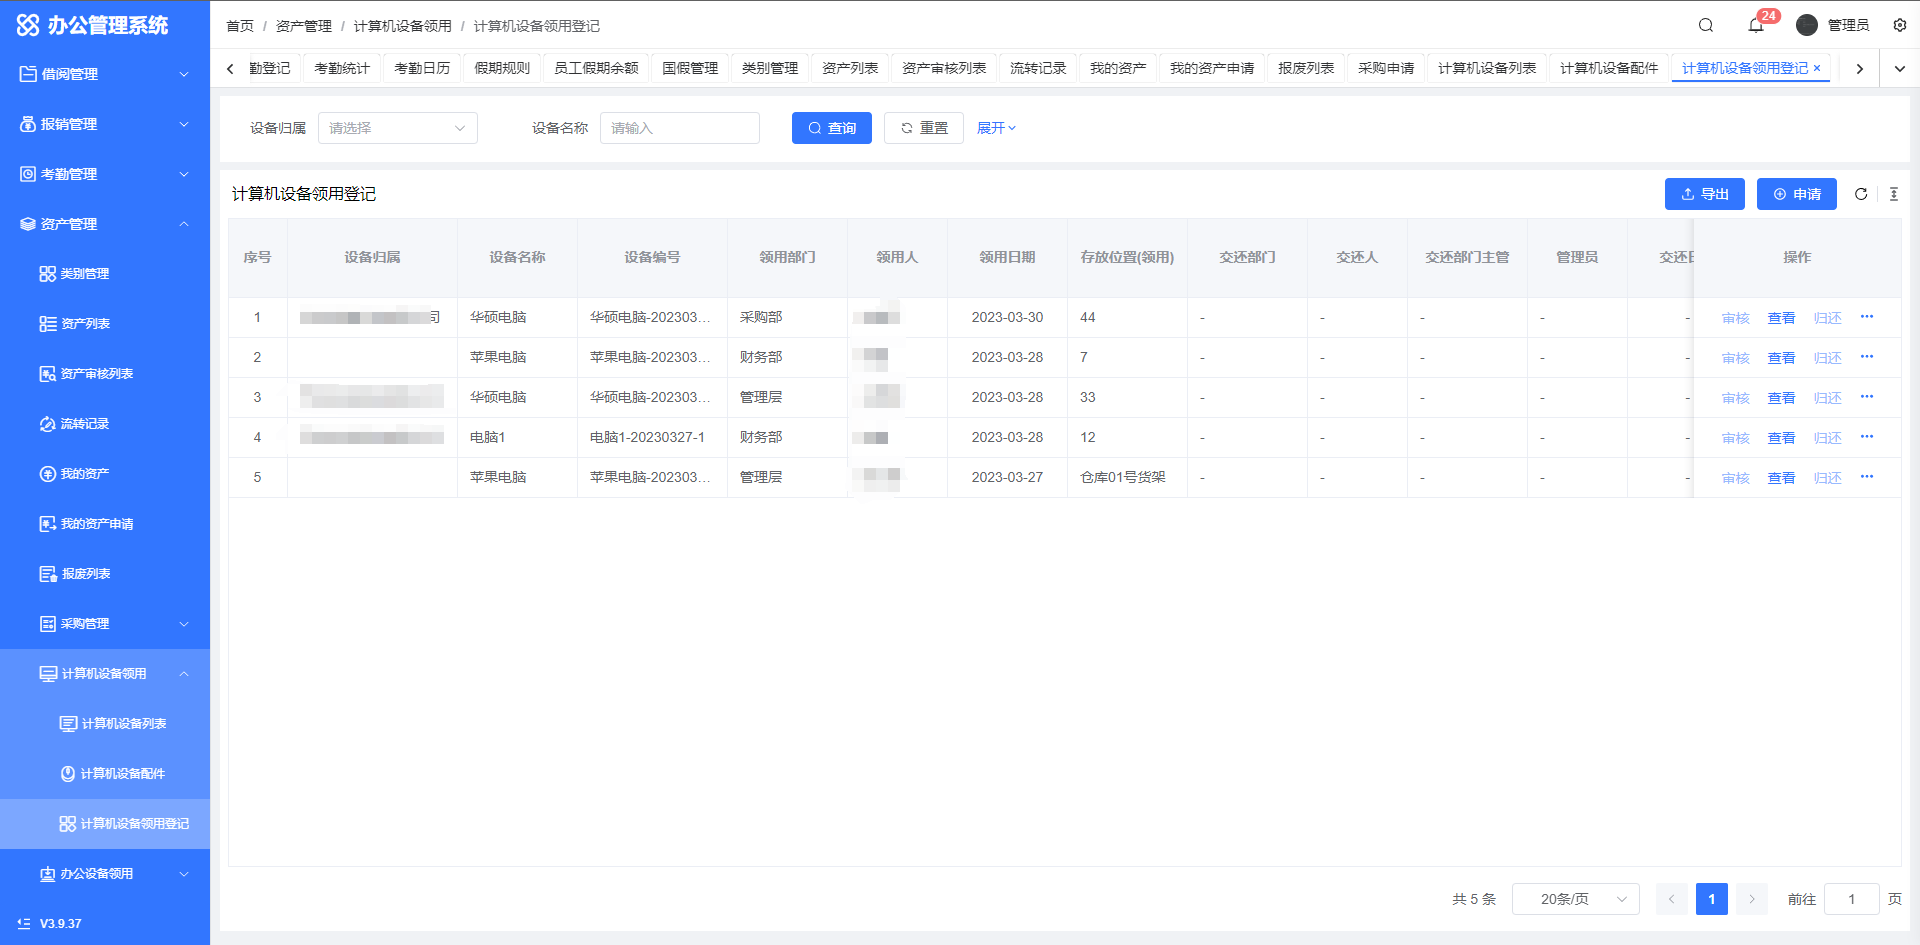 办公管理系统
首页 / 资产管理 / 计算机设备领用 / 计算机设备领用登记
24
管理员
勤登记 考勤统计 考勤日历 假期规则 员工假期余额 国假管理 类别管理 资产列表 资产审核列表 流转记录 我的资产 我的资产申请 报废列表 采购申请 计算机设备列表 计算机设备配件 计算机设备领用登记 ×
借阅管理
报销管理
考勤管理
资产管理
类别管理
资产列表
资产审核列表
流转记录
我的资产
我的资产申请
报废列表
采购管理
计算机设备领用
计算机设备列表
计算机设备配件
计算机设备领用登记
办公设备领用
V3.9.37
设备归属 请选择 设备名称 请输入 查询 重置 展开
计算机设备领用登记 导出 申请
序号 设备归属 设备名称 设备编号 领用部门 领用人 领用日期 存放位置(领用) 交还部门 交还人 交还部门主管 管理员 交还日 操作
1 司 华硕电脑 华硕电脑-202303... 采购部 2023-03-30 44 - - - - - 审核 查看 归还 ...
2 苹果电脑 苹果电脑-202303... 财务部 2023-03-28 7 - - - - - 审核 查看 归还 ...
3 华硕电脑 华硕电脑-202303... 管理层 2023-03-28 33 - - - - - 审核 查看 归还 ...
4 电脑1 电脑1-20230327-1 财务部 2023-03-28 12 - - - - - 审核 查看 归还 ...
5 苹果电脑 苹果电脑-202303... 管理层 2023-03-27 仓库01号货架 - - - - - 审核 查看 归还 ...
共 5 条 20条/页 1 前往 1 页